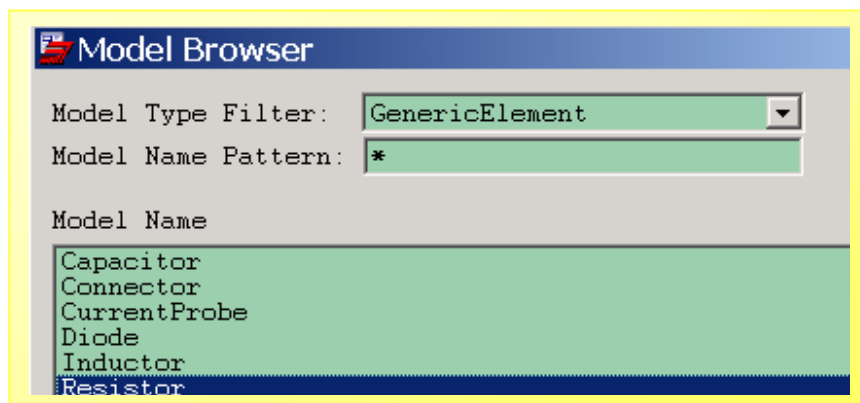 Model Browser
Model Type Filter: GenericElement
Model Name Pattern: *
Model Name
Capacitor
Connector
CurrentProbe
Diode
Inductor
Resistor